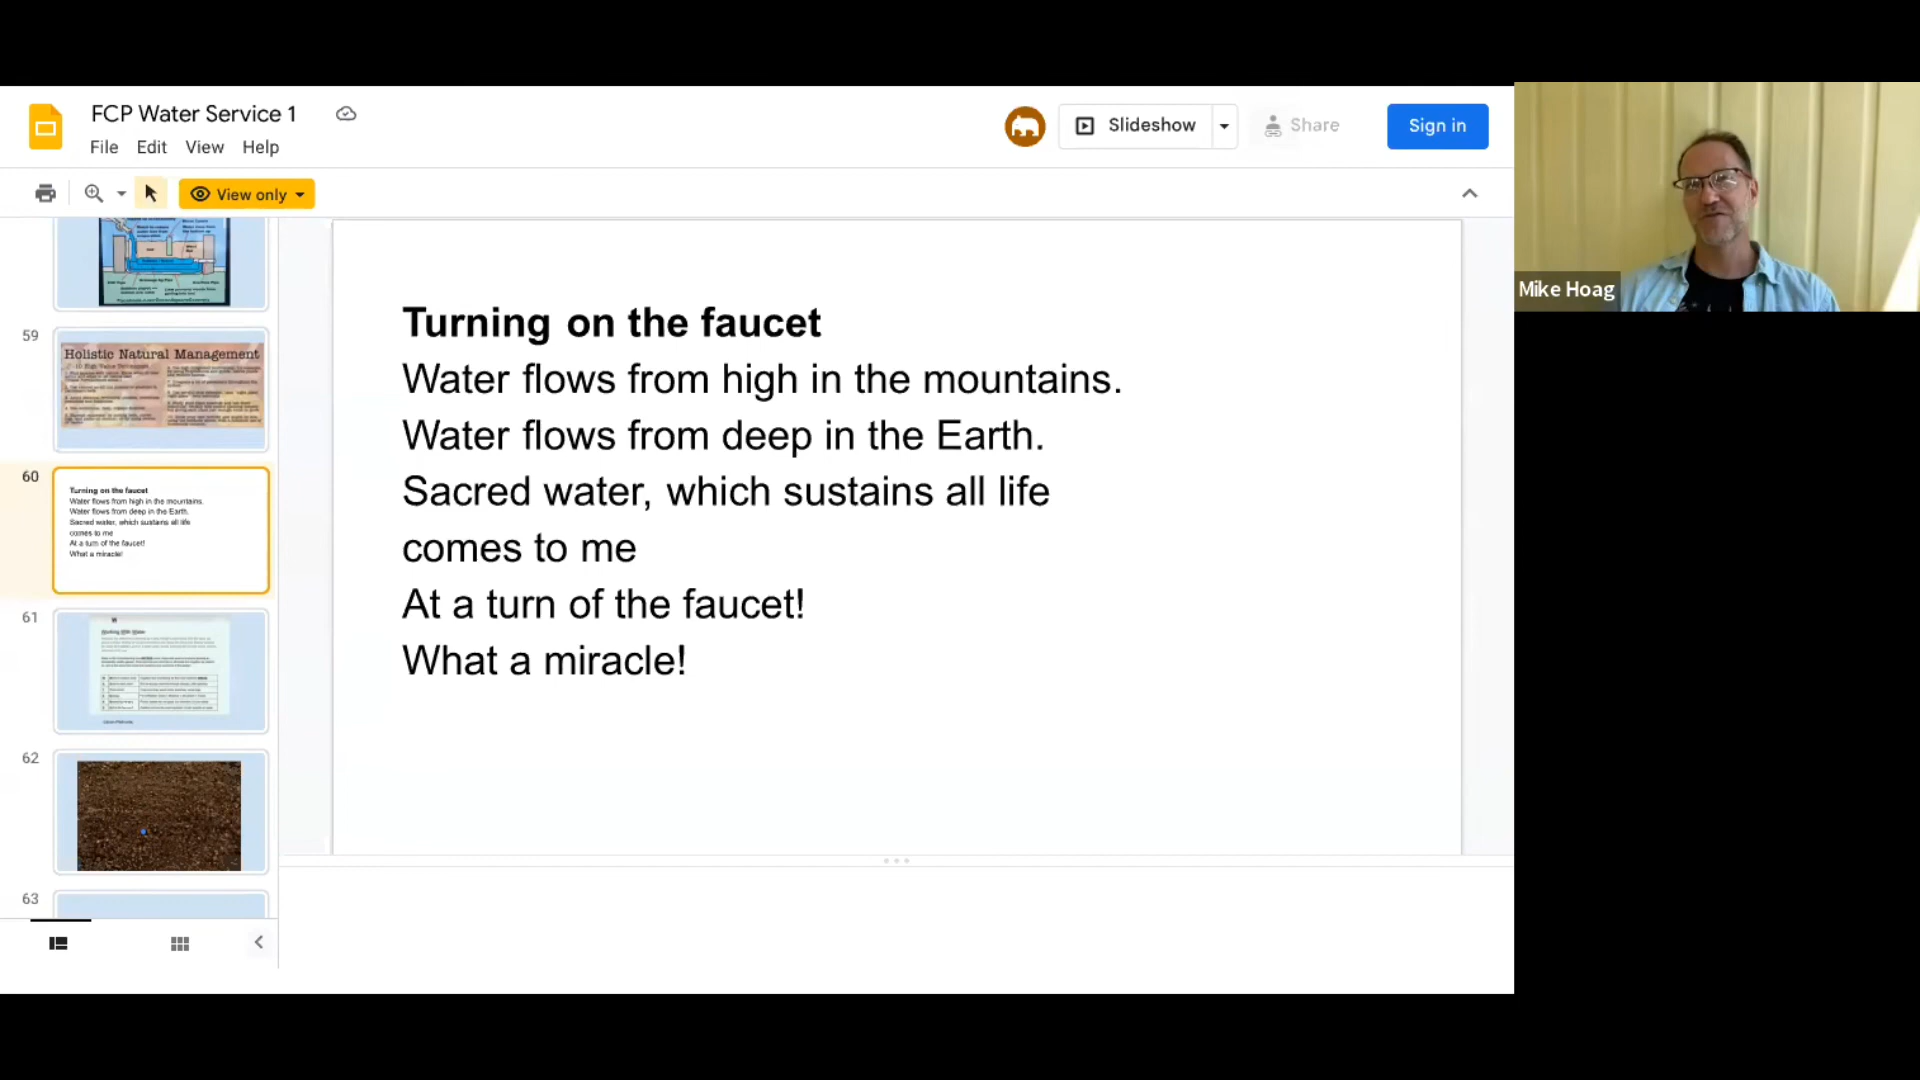 FCP Water Service 1
File Edit View Help
Slideshow
Share
Sign in
View only
59
Holistic Natural Management
60
Turning on the faucet
Water flows from high in the mountains.
Water flows from deep in the Earth.
Sacred water, which sustains all life
comes to me
At a turn of the faucet!
What a miracle!
61
62
63
Turning on the faucet
Water flows from high in the mountains.
Water flows from deep in the Earth.
Sacred water, which sustains all life
comes to me
At a turn of the faucet!
What a miracle!
Mike Hoag